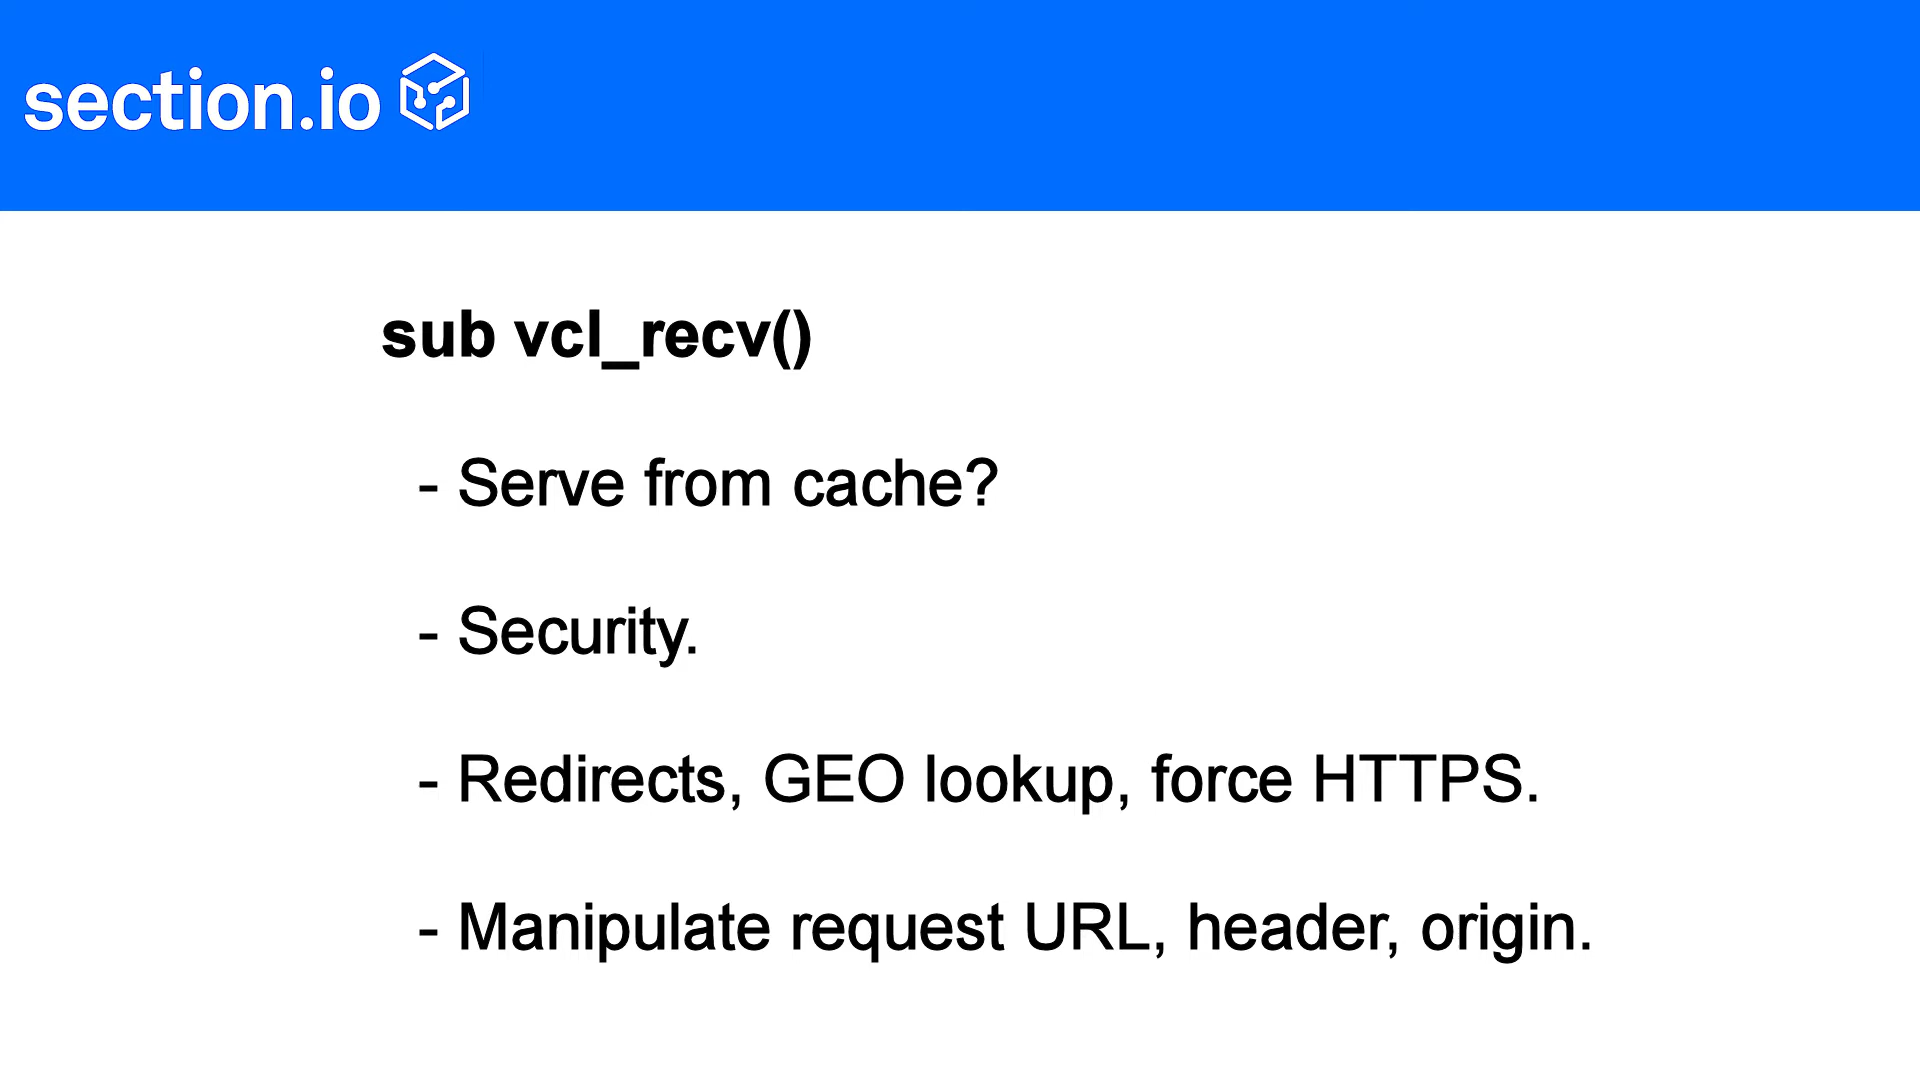 section.io
sub vcl_recv()
- Serve from cache?
- Security.
- Redirects, GEO lookup, force HTTPS.
- Manipulate request URL, header, origin.